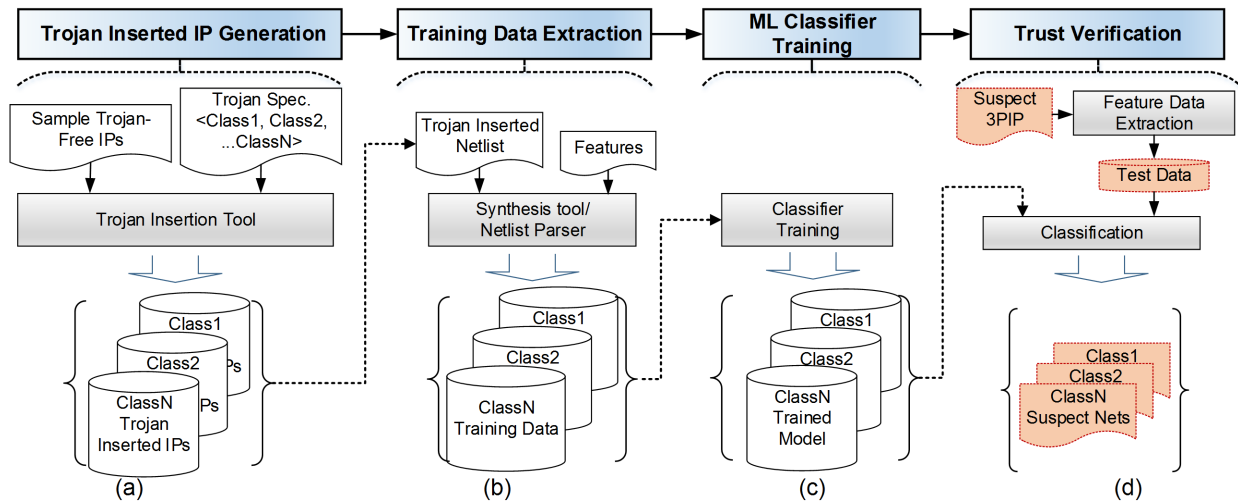 Trojan Inserted IP Generation
Training Data Extraction
ML Classifier
Training
Trust Verification
Sample Trojan-
Free IPs
Trojan Spec.
<Class1, Class2,
...ClassN>
Trojan Insertion Tool
Class1
Ps
Class2
Ps
ClassN
Trojan
Inserted IPs
(a)
Trojan Inserted
Netlist
Features
Synthesis tool/
Netlist Parser
Class1
Class2
ClassN
Training Data
(b)
Classifier
Training
Class1
Class2
ClassN
Trained
Model
(c)
Suspect
3PIP
Feature Data
Extraction
Test Data
Classification
Class1
Class2
ClassN
Suspect Nets
(d)